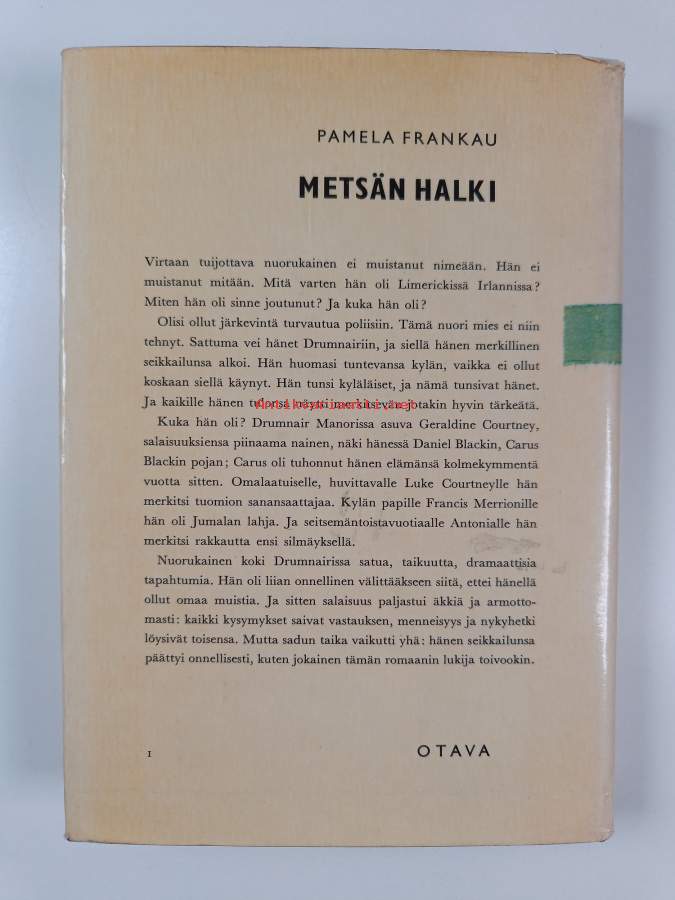 PAMELA FRANKAU
METSÄN HALKI
Virtaan tuijottava nuorukainen ei muistanut nimeään. Hän ei
muistanut mitään. Mitä varten hän oli Limerickissä Irlannissa?
Miten hän oli sinne joutunut? Ja kuka hän oli?
Olisi ollut järkevintä turvautua poliisiin. Tämä nuori mies ei niin
tehnyt. Sattuma vei hänet Drumnairiin, ja siellä hänen merkillinen
seikkailunsa alkoi. Hän huomasi tuntevansa kylän, vaikka ei ollut
koskaan siellä käynyt. Hän tunsi kyläläiset, ja nämä tunsivat hänet.
Ja kaikille hänen tulonsa näytti merkitsevän jotakin hyvin tärkeätä.
Antikvariaatti.net
Kuka hän oli? Drumnair Manorissa asuva Geraldine Courtney,
salaisuuksiensa piinaama nainen, näki hänessä Daniel Blackin, Carus
Blackin pojan; Carus oli tuhonnut hänen elämänsä kolmekymmentä
vuotta sitten. Omalaatuiselle, huvittavalle Luke Courtneylle hän
merkitsi tuomion sanansaattajaa. Kylän papille Francis Merrionille
hän oli Jumalan lahja. Ja seitsemäntoistavuotiaalle Antonialle hän
merkitsi rakkautta ensi silmäyksellä.
Nuorukainen koki Drumnairissa satua, taikuutta, dramaattisia
tapahtumia. Hän oli liian onnellinen välittääkseen siitä, ettei hänellä
ollut omaa muistia. Ja sitten salaisuus paljastui äkkiä ja armotto-
masti: kaikki kysymykset saivat vastauksen, menneisyys ja nykyhetki
löysivät toisensa. Mutta sadun taika vaikutti yhä: hänen seikkailunsa
päättyi onnellisesti, kuten jokainen tämän romaanin lukija toivookin.
1
OTAVA